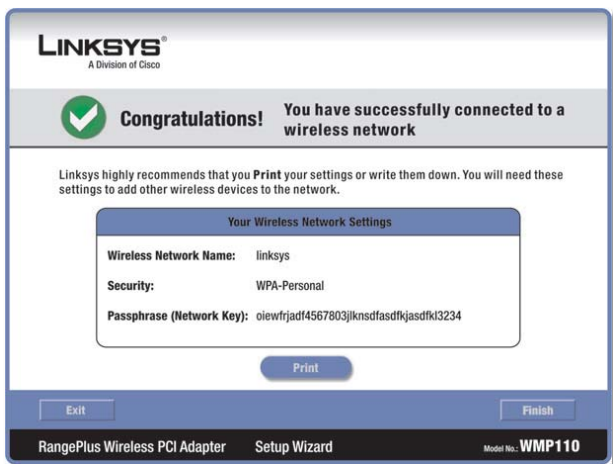 LINKSYS®
A Division of Cisco
Congratulations!
You have successfully connected to a
wireless network
Linksys highly recommends that you Print your settings or write them down. You will need these
settings to add other wireless devices to the network.
Your Wireless Network Settings
Wireless Network Name: linksys
Security: WPA-Personal
Passphrase (Network Key): oiewfrjadf4567803jlknsdfasdfkjasdfkl3234
Print
Exit
Finish
RangePlus Wireless PCI Adapter Setup Wizard Model No.: WMP110